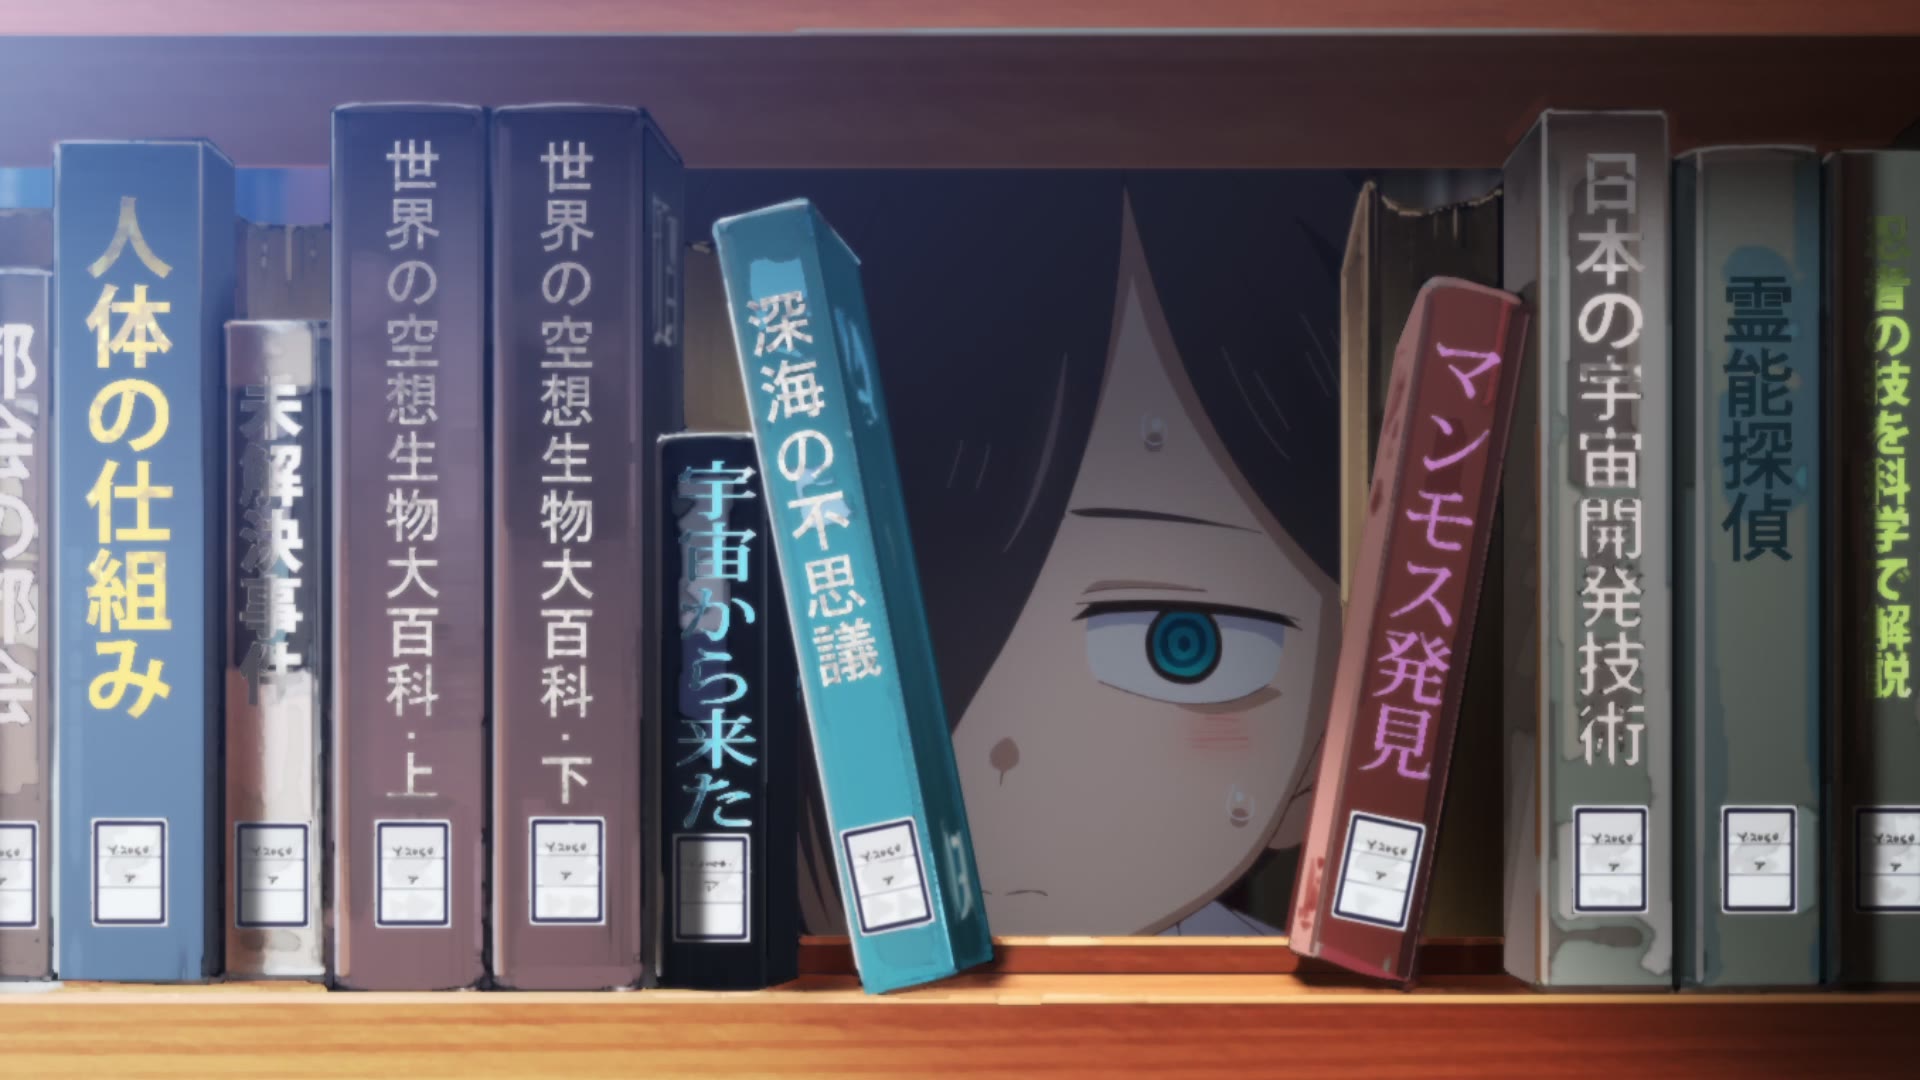 人体の仕組み
未解決事件
世界の空想生物大百科・上
世界の空想生物大百科・下
宇宙から来た
深海の不思議
マンモス発見
日本の宇宙開発技術
霊能探偵
忍者の技を科学で解説